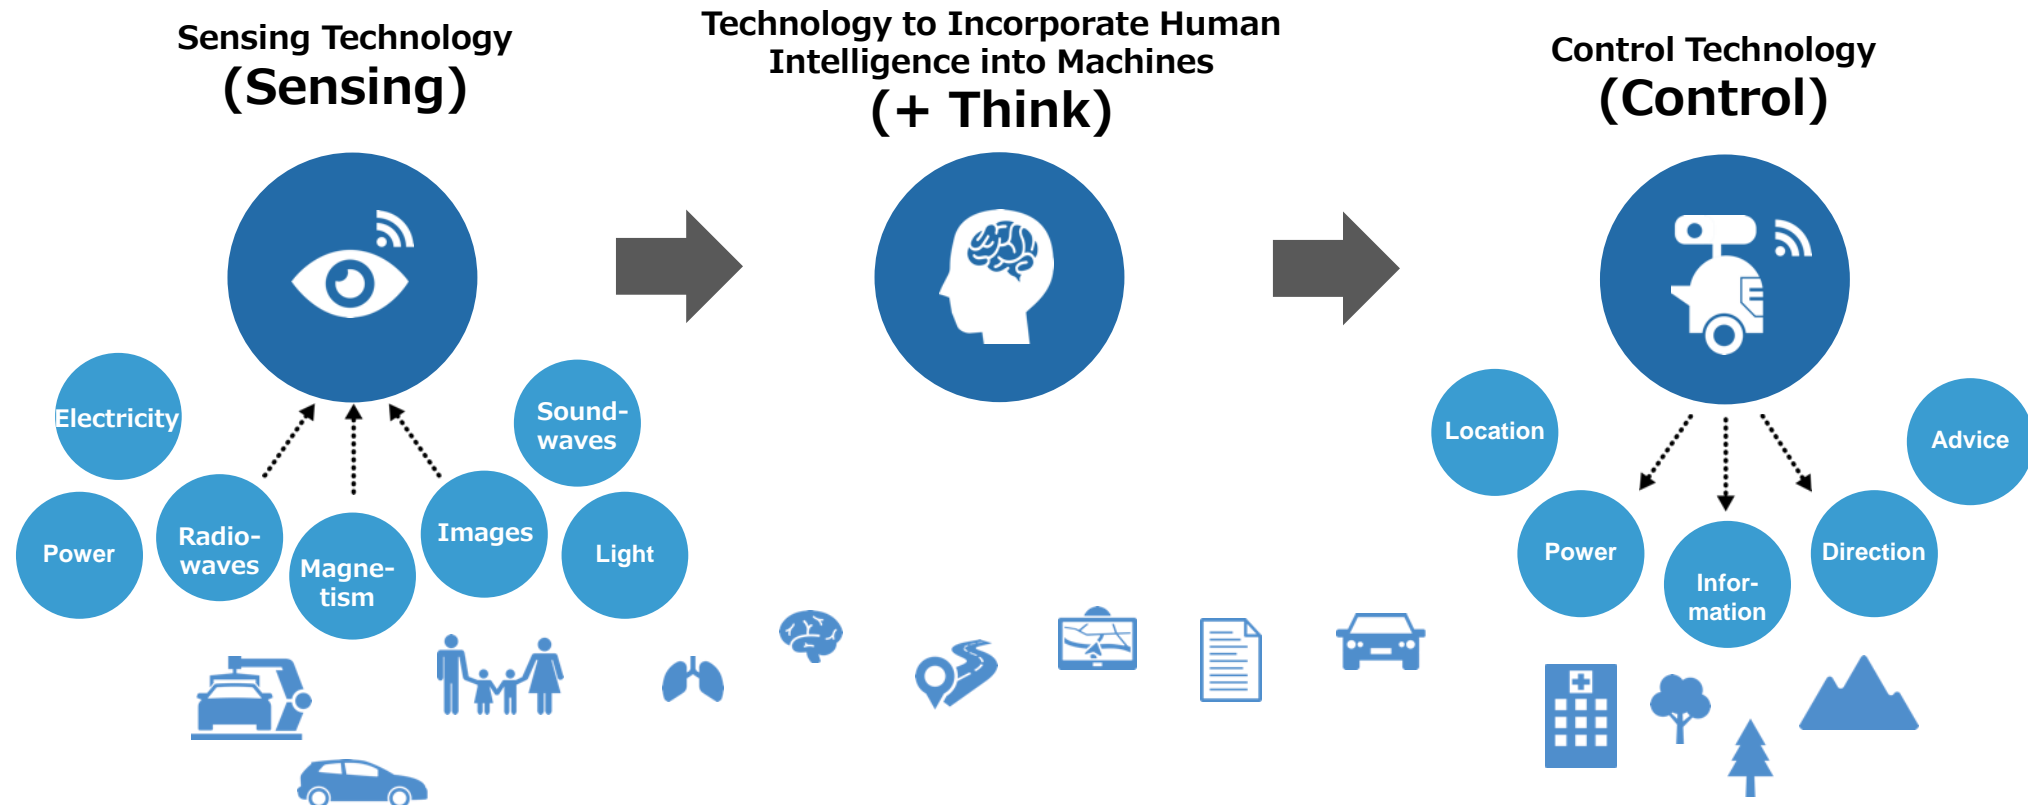 Sensing Technology
(Sensing)
Technology to Incorporate Human
Intelligence into Machines
(+ Think)
Control Technology
(Control)
Electricity
Sound-
waves
Power
Radio-
waves
Magne-
tism
Images
Light
Location
Advice
Power
Infor-
mation
Direction